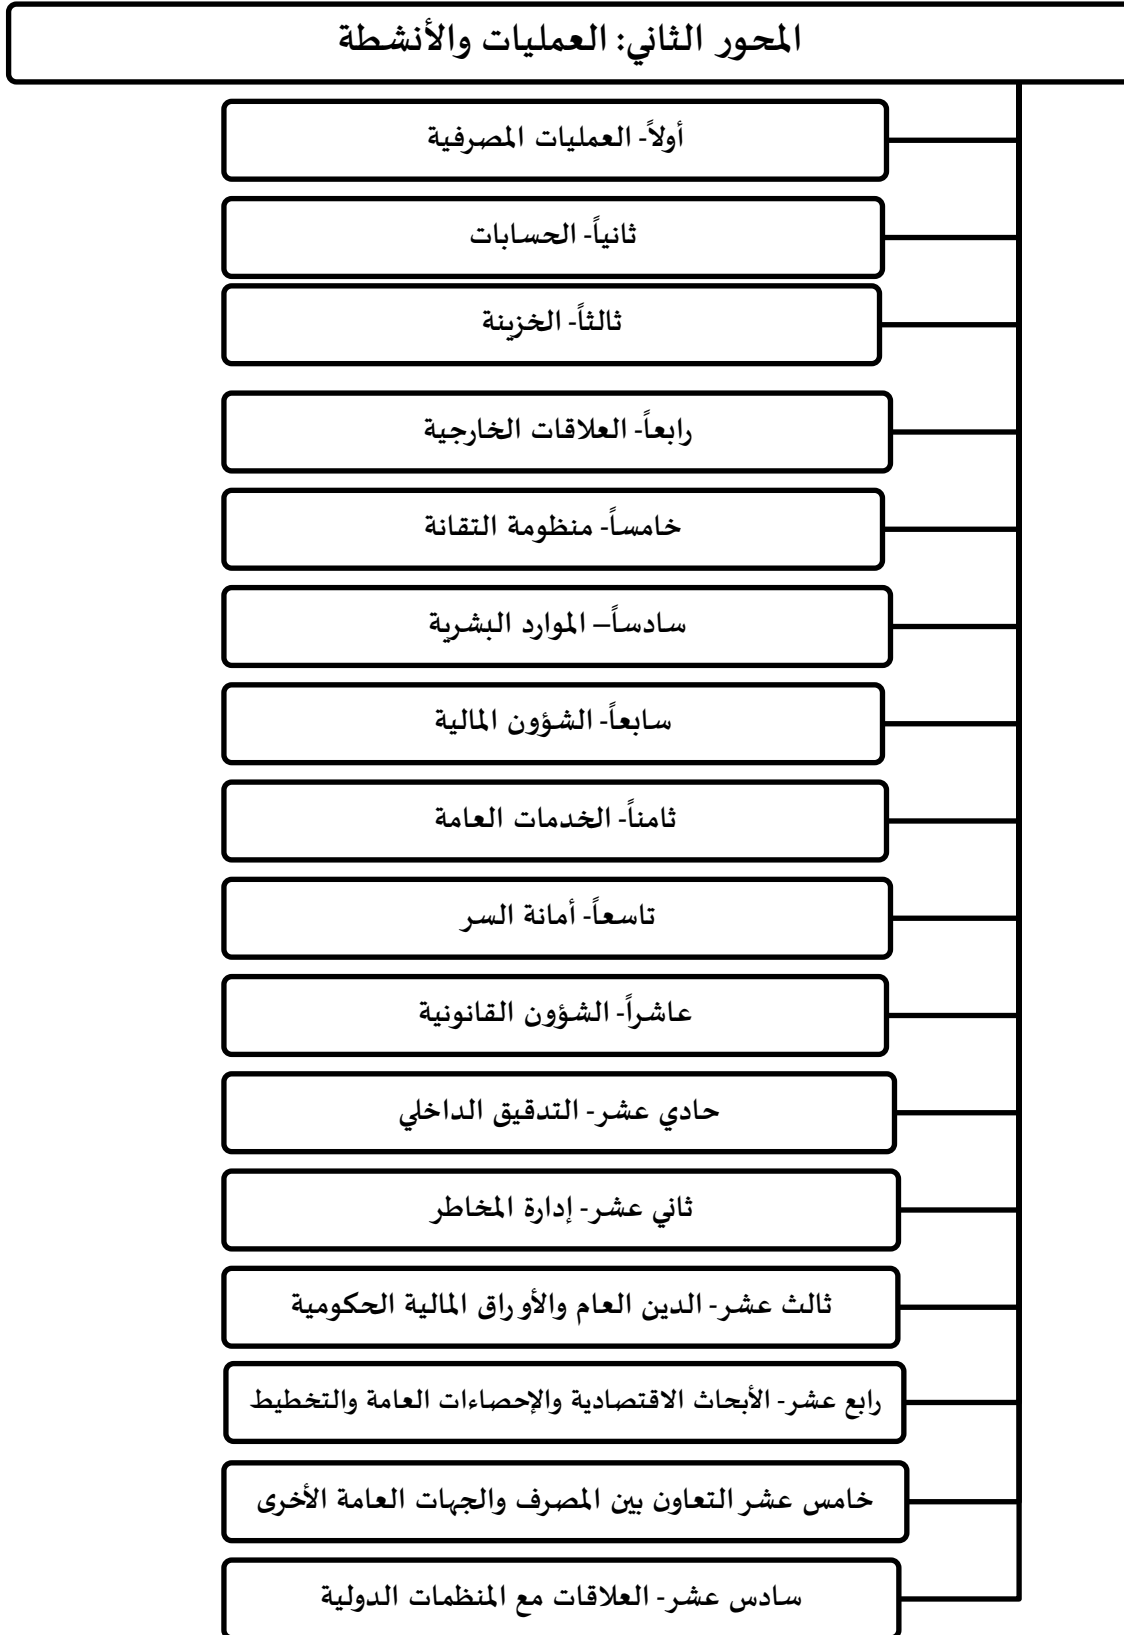 المحور الثاني: العمليات والأنشطة
أولاً- العمليات المصرفية
ثانياً- الحسابات
ثالثاً- الخزينة
رابعاً- العلاقات الخارجية
خامساً- منظومة التقانة
سادساً– الموارد البشرية
سابعاً- الشؤون المالية
ثامناً- الخدمات العامة
تاسعاً- أمانة السر
عاشراً- الشؤون القانونية
حادي عشر- التدقيق الداخلي
ثاني عشر- إدارة المخاطر
ثالث عشر- الدين العام والأوراق المالية الحكومية
رابع عشر- الأبحاث الاقتصادية والإحصاءات العامة والتخطيط
خامس عشر التعاون بين المصرف والجهات العامة الأخرى
سادس عشر- العلاقات مع المنظمات الدولية